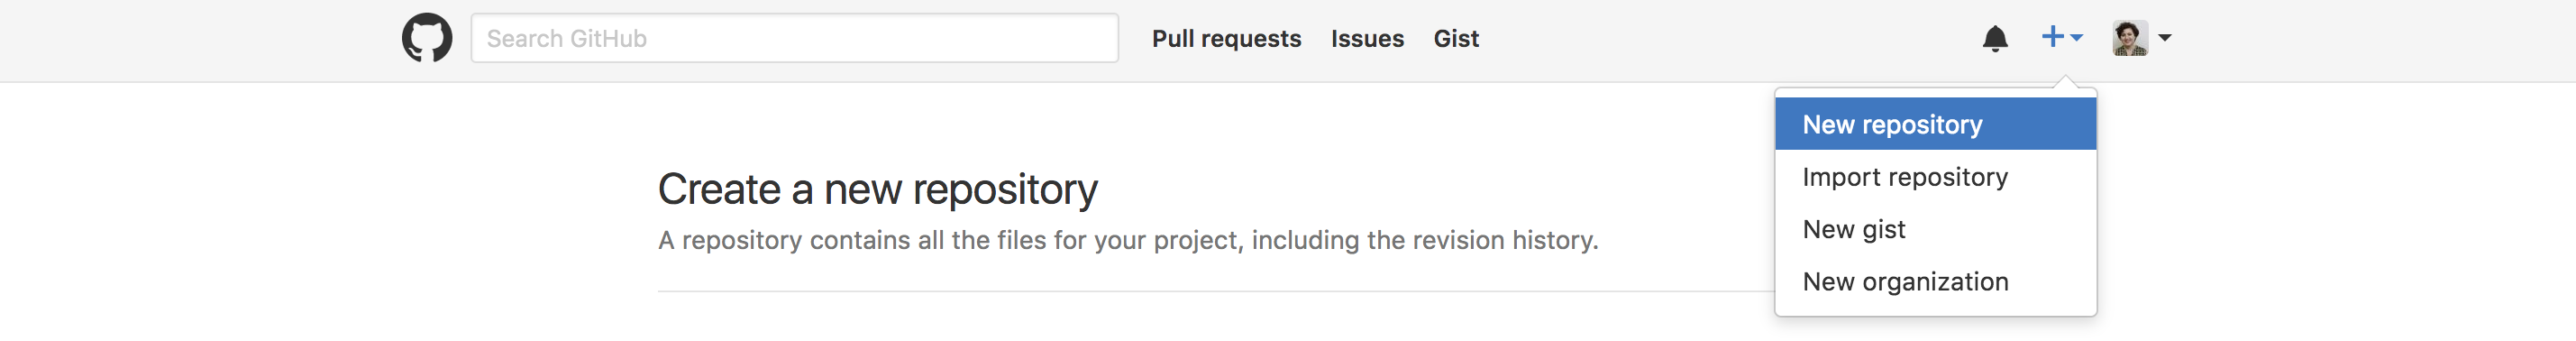 Search GitHub
Pull requests
Issues
Gist
New repository
Import repository
New gist
New organization
Create a new repository
A repository contains all the files for your project, including the revision history.